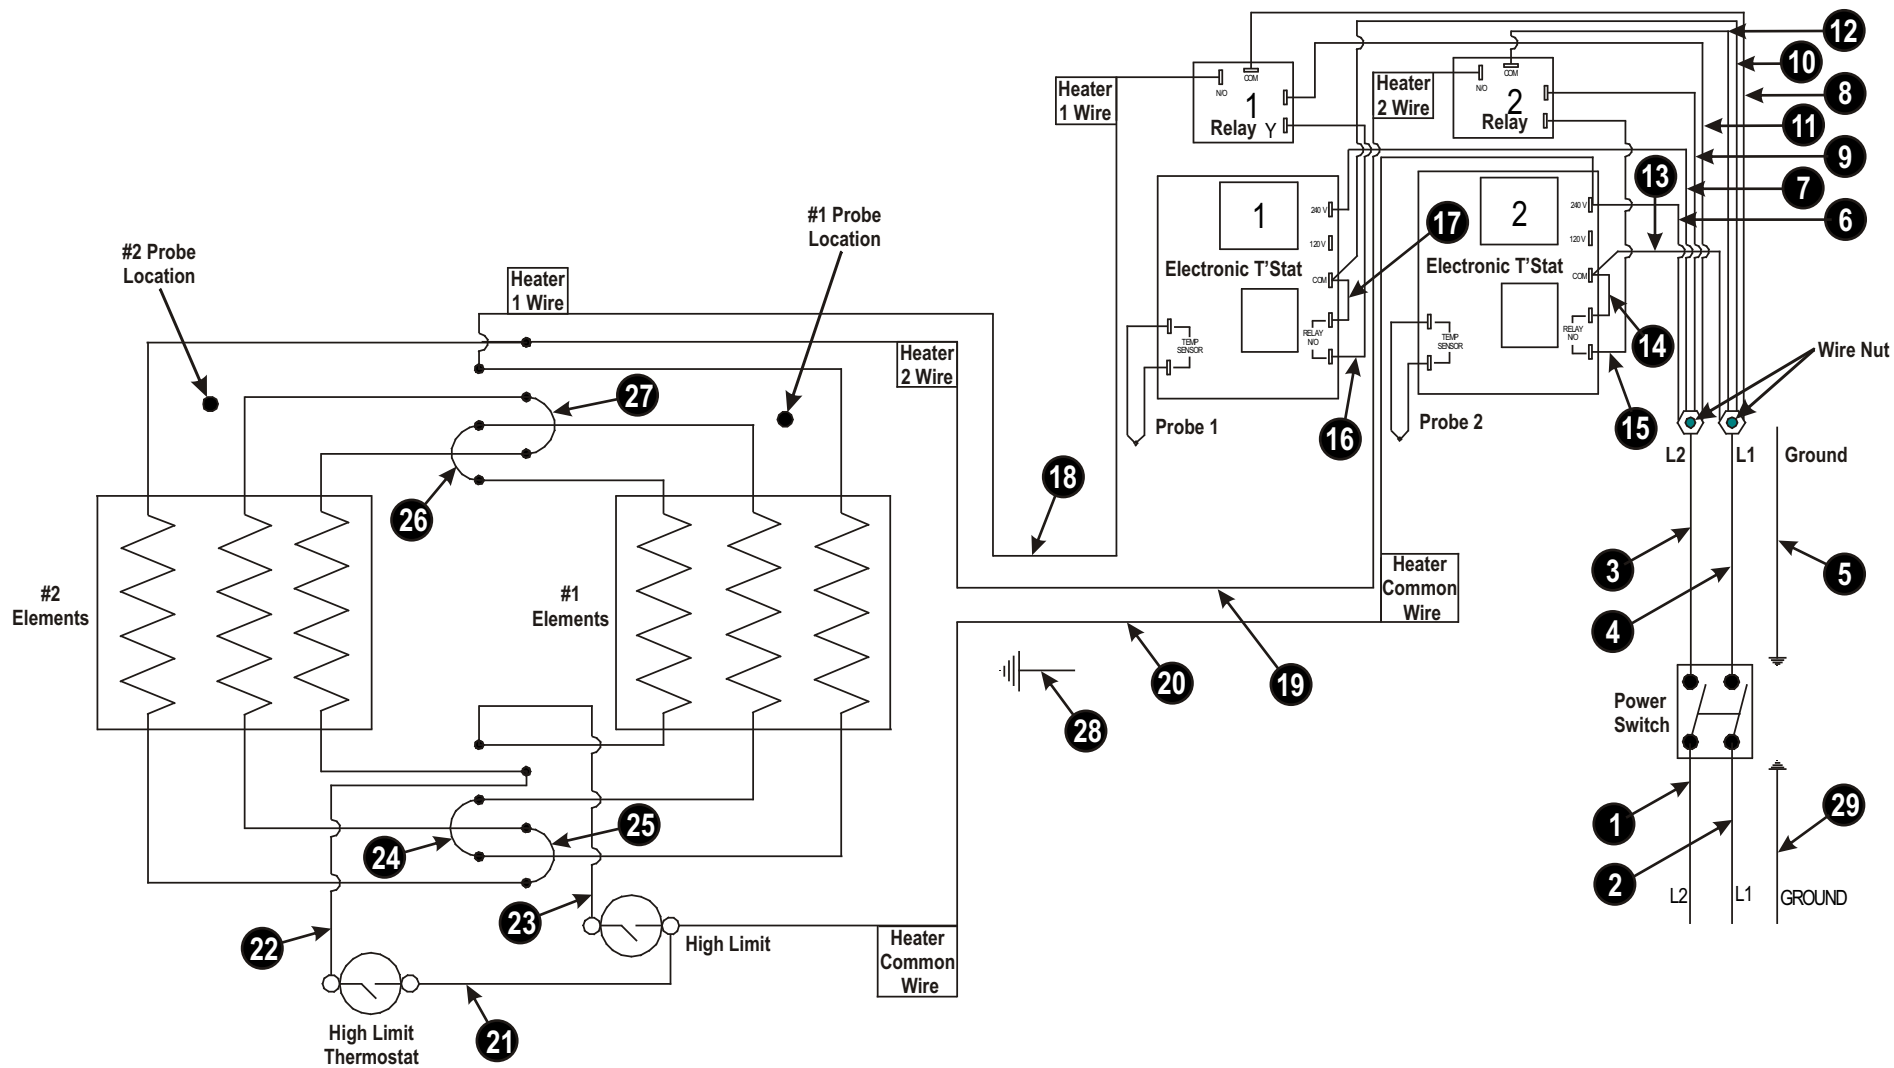 12
10
8
11
9
7
6
13
Heater
1 Wire
N/O
COM
1
Relay
Y
Heater
2 Wire
N/O
COM
2
Relay
1
240 V
120 V
Electronic T'Stat
COM
RELAY
N/O
TEMP
SENSOR
Probe 1
17
16
2
240 V
120 V
Electronic T'Stat
COM
RELAY
N/O
TEMP
SENSOR
Probe 2
14
15
Wire Nut
L2
L1
Ground
#2 Probe
Location
#1 Probe
Location
Heater
1 Wire
Heater
2 Wire
27
26
18
#2
Elements
#1
Elements
Heater
Common
Wire
3
4
5
20
19
28
Power
Switch
1
2
29
L2
L1
GROUND
24
25
23
22
High Limit
Heater
Common
Wire
21
High Limit
Thermostat